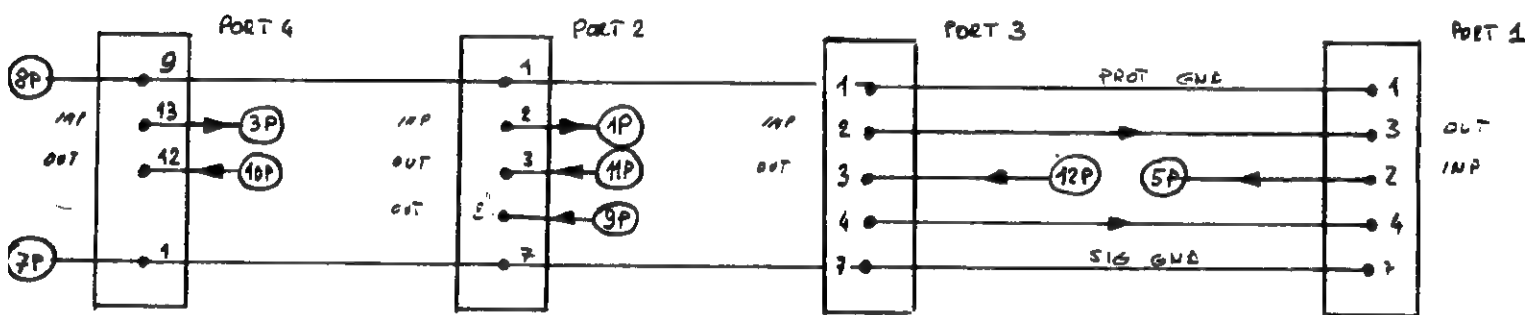 PORT 4 PORT 2 PORT 3 PORT 1
8P 9 1 1 PROT GND 1
INP 13 3P INP 2 1P INP 2 3 OUT
OUT 12 10P OUT 3 11P OUT 3 12P 5P 2 INP
OUT 9P 4 4
7P 1 7 7 SIG GND 7